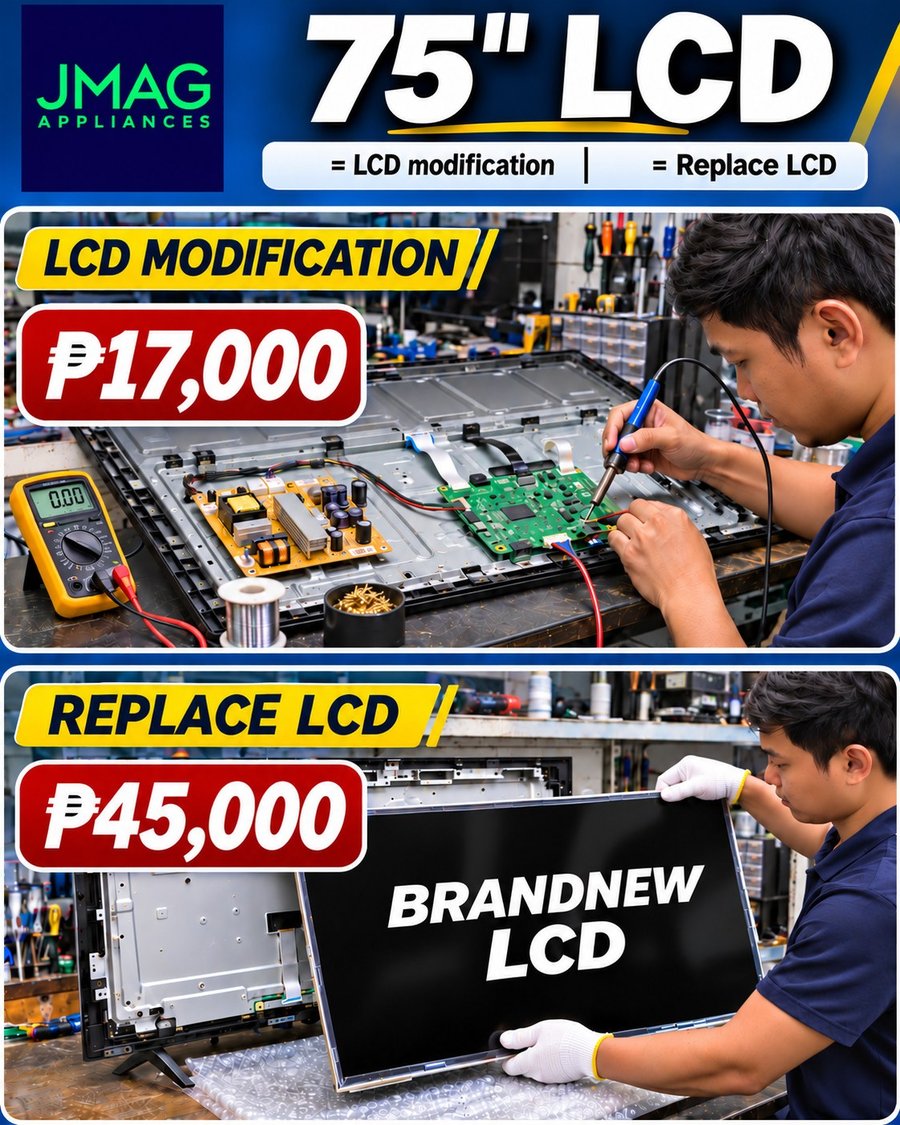 JMAG
APPLIANCES
75" LCD
= LCD modification | = Replace LCD
LCD MODIFICATION
₱17,000
0.00
REPLACE LCD
₱45,000
BRANDNEW
LCD